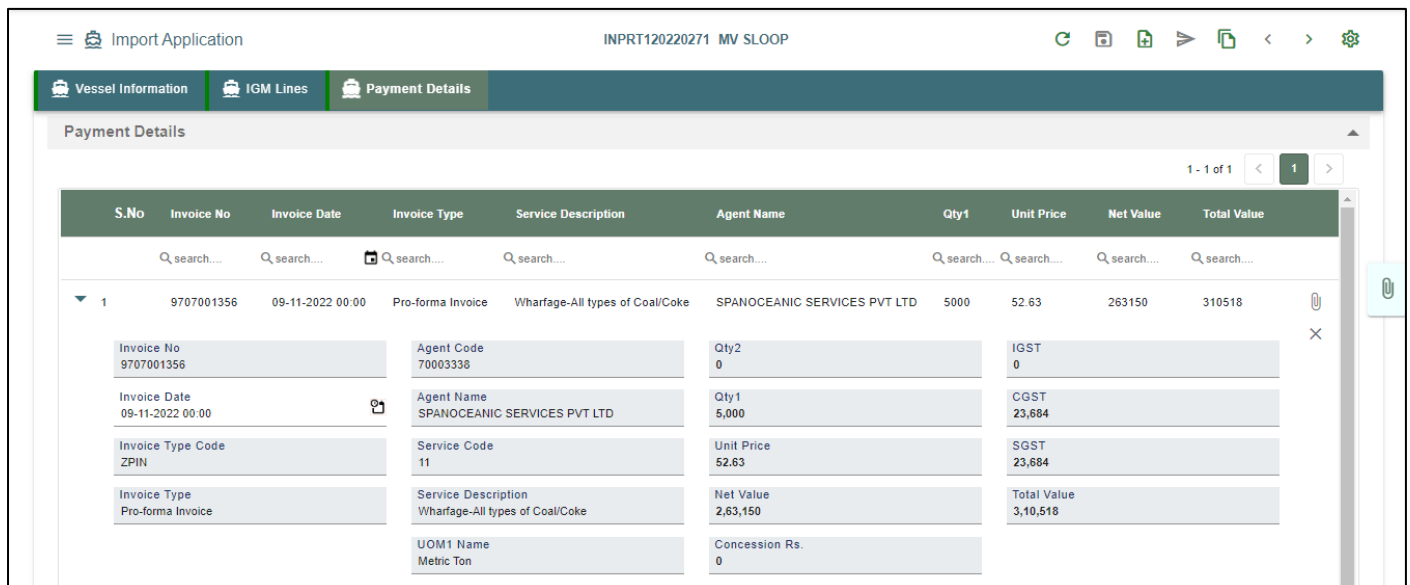 Import Application INPRT120220271 MV SLOOP
Vessel Information IGM Lines Payment Details
Payment Details
1 - 1 of 1 < 1 >
S.No Invoice No Invoice Date Invoice Type Service Description Agent Name Qty1 Unit Price Net Value Total Value
search.... search.... search.... search.... search.... search.... search.... search.... search....
1 9707001356 09-11-2022 00:00 Pro-forma Invoice Wharfage-All types of Coal/Coke SPANOCEANIC SERVICES PVT LTD 5000 52.63 263150 310518
Invoice No Agent Code Qty2 IGST
9707001356 70003338 0 0
Invoice Date Agent Name Qty1 CGST
09-11-2022 00:00 SPANOCEANIC SERVICES PVT LTD 5,000 23,684
Invoice Type Code Service Code Unit Price SGST
ZPIN 11 52.63 23,684
Invoice Type Service Description Net Value Total Value
Pro-forma Invoice Wharfage-All types of Coal/Coke 2,63,150 3,10,518
UOM1 Name Concession Rs.
Metric Ton 0